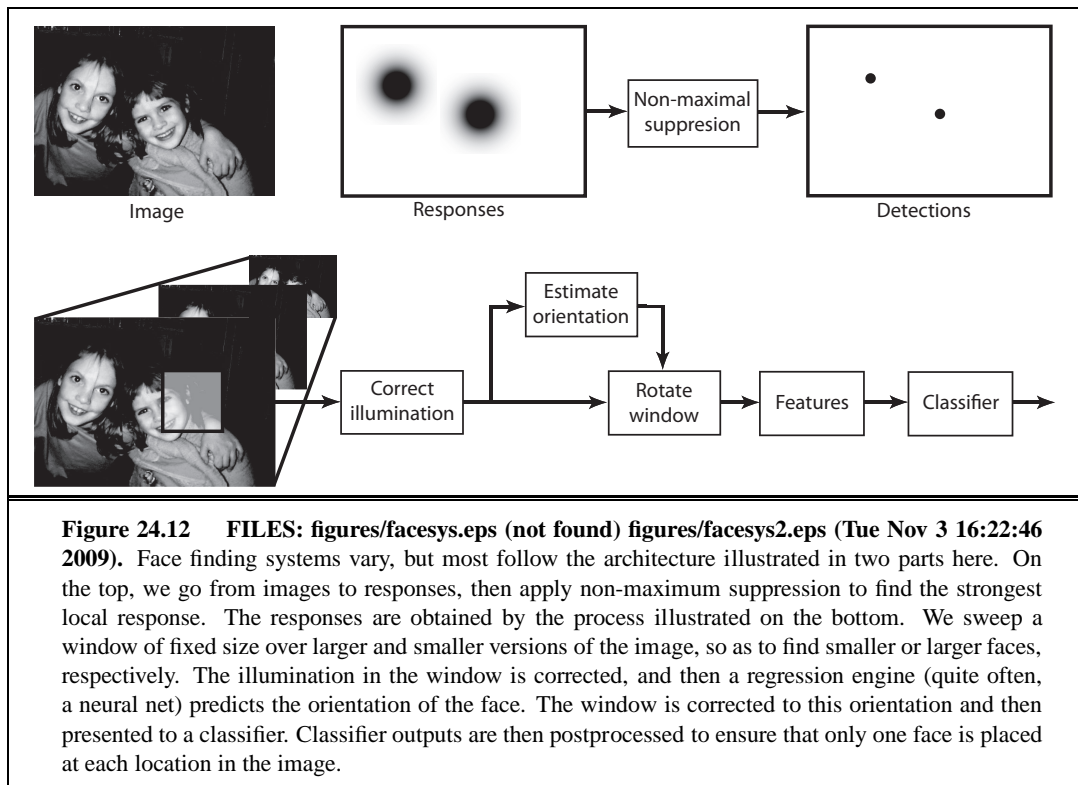 Non-maximal
suppresion
Image
Responses
Detections
Estimate
orientation
Correct
illumination
Rotate
window
Features
Classifier
Figure 24.12 FILES: figures/facesys.eps (not found) figures/facesys2.eps (Tue Nov 3 16:22:46
2009). Face finding systems vary, but most follow the architecture illustrated in two parts here. On
the top, we go from images to responses, then apply non-maximum suppression to find the strongest
local response. The responses are obtained by the process illustrated on the bottom. We sweep a
window of fixed size over larger and smaller versions of the image, so as to find smaller or larger faces,
respectively. The illumination in the window is corrected, and then a regression engine (quite often,
a neural net) predicts the orientation of the face. The window is corrected to this orientation and then
presented to a classifier. Classifier outputs are then postprocessed to ensure that only one face is placed
at each location in the image.